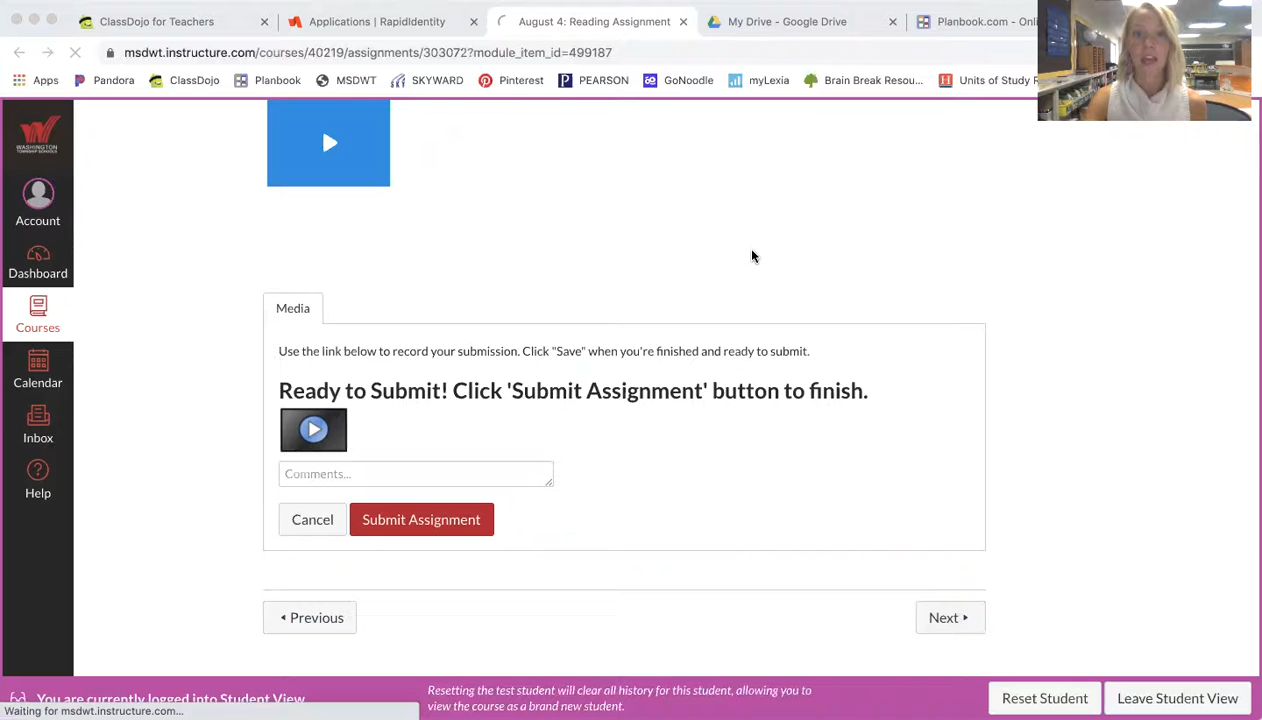 ClassDojo for Teachers
Applications | RapidIdentity
August 4: Reading Assignment
My Drive - Google Drive
Planbook.com - Onli
msdwt.instructure.com/courses/40219/assignments/303072?module_item_id=499187
Apps
Pandora
ClassDojo
Planbook
MSDWT
SKYWARD
Pinterest
PEARSON
GoNoodle
myLexia
Brain Break Resou...
Units of Study
WASHINGTON
TOWNSHIP SCHOOLS
Account
Dashboard
Courses
Calendar
Inbox
Help
Media
Use the link below to record your submission. Click "Save" when you're finished and ready to submit.
Ready to Submit! Click 'Submit Assignment' button to finish.
Comments...
Cancel
Submit Assignment
Previous
Next
You are currently logged into Student View
Resetting the test student will clear all history for this student, allowing you to
view the course as a brand new student.
Reset Student
Leave Student View
Waiting for msdwt.instructure.com...